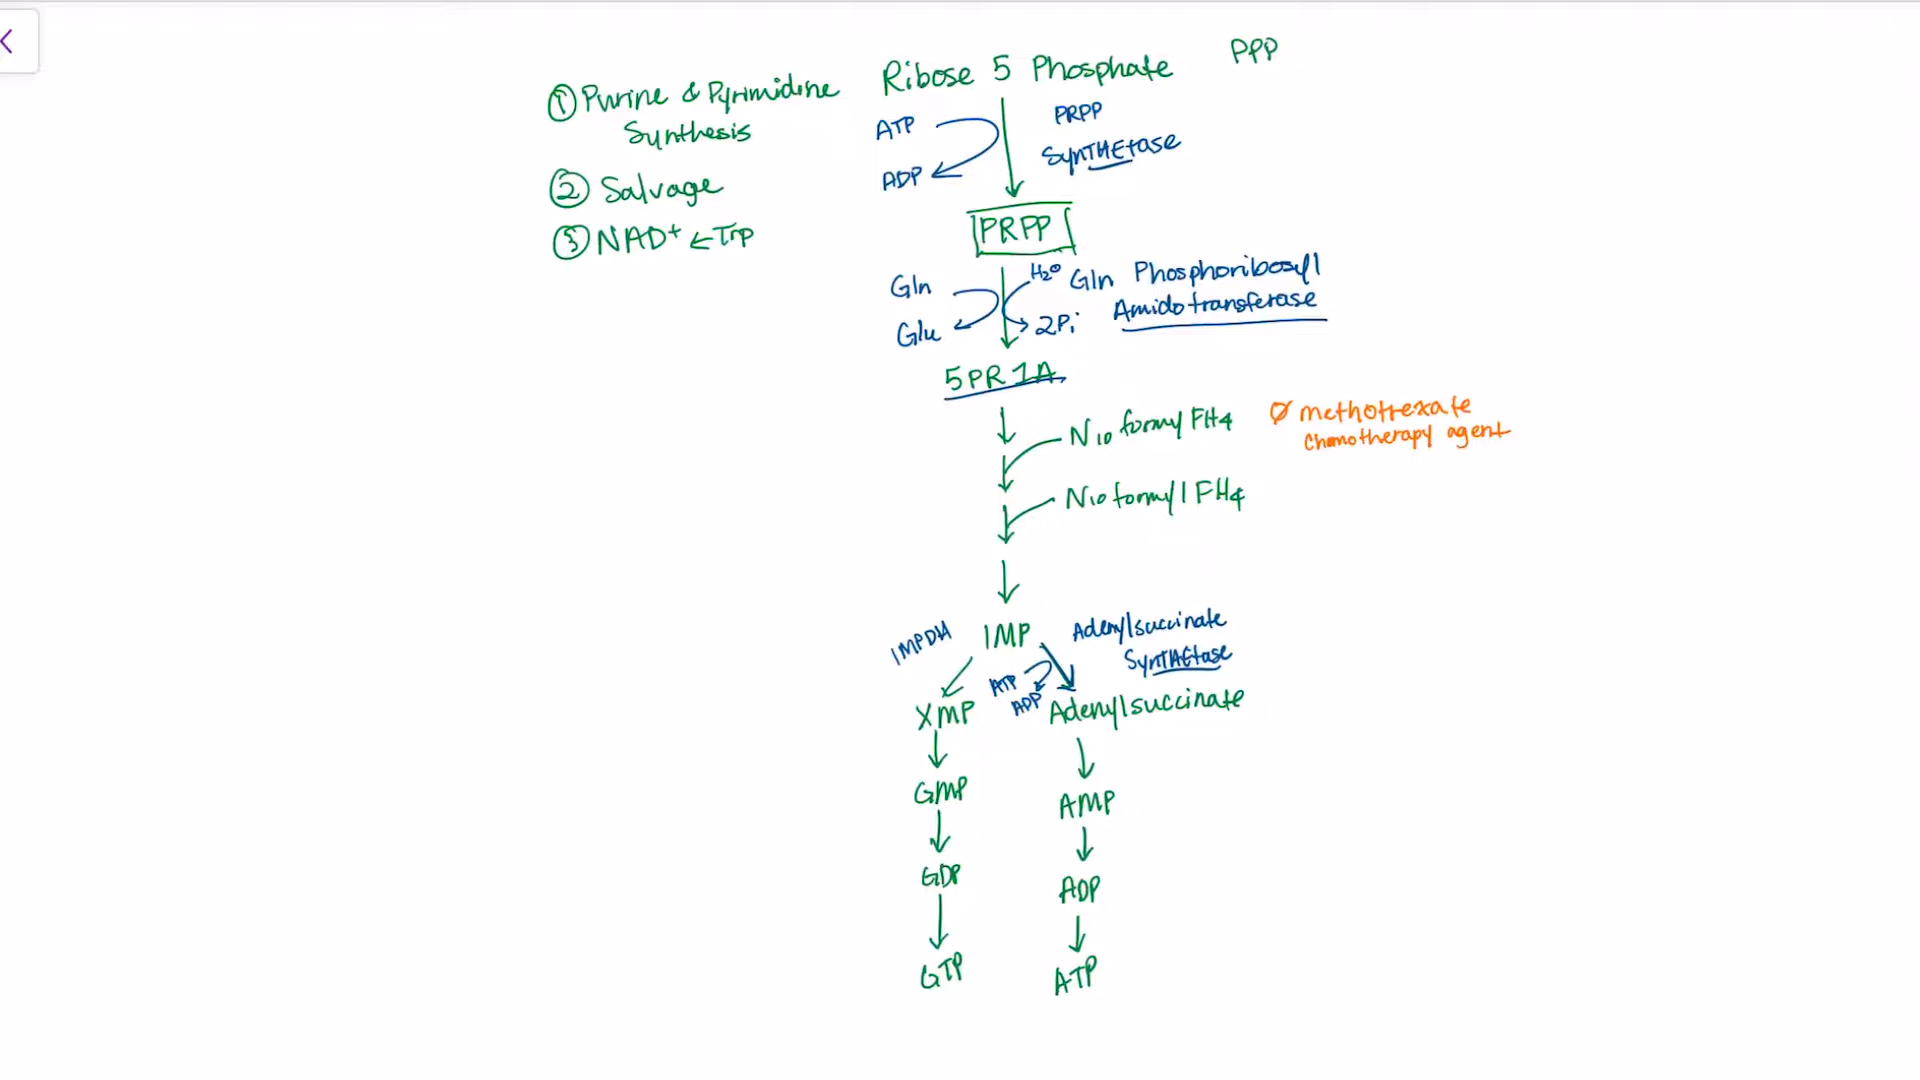 Ribose 5 Phosphate
PPP
① Purine & Pyrimidine
Synthesis
② Salvage
③ NAD+ ← Trp
ATP
ADP
PRPP
SynTHEtase
PRPP
Gln
Glu
H2O
2Pi
Gln Phosphoribosyl
Amidotransferase
5PR1A
N10 formyl FH4
Ø methotrexate
Chemotherapy agent
N10 formyl FH4
IMPDH
IMP
Adenylsuccinate
SynTHEtase
ATP
ADP
XMP
Adenylsuccinate
GMP
AMP
GDP
ADP
GTP
ATP